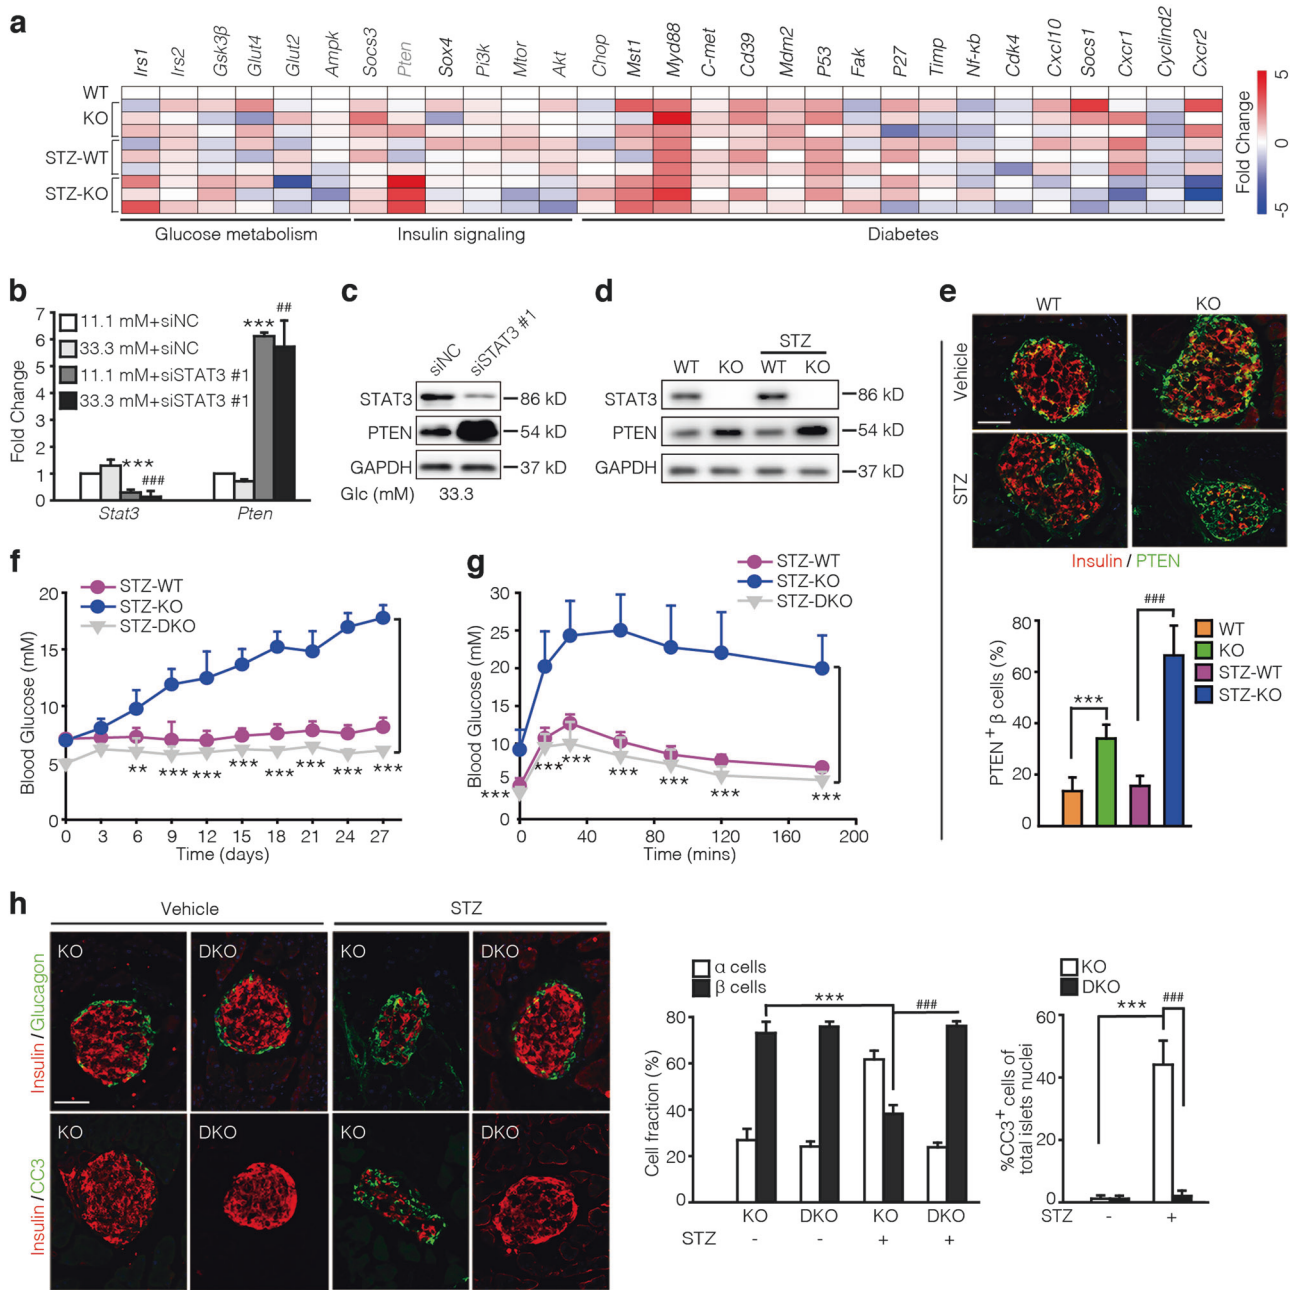 a
Irs1 Irs2 Gsk3β Glut4 Glut2 Ampk Socs3 Pten Sox4 Pi3k Mtor Akt Chop Mst1 Myd88 C-met Cd39 Mdm2 P53 Fak P27 Timp Nf-κb Cdk4 Cxcl10 Socs1 Cxcr1 Cyclind2 Cxcr2
WT
KO
STZ-WT
STZ-KO
Glucose metabolism Insulin signaling Diabetes
5
0
-5
Fold Change
b
Fold Change
7
6
5
4
3
2
1
0
11.1 mM+siNC
33.3 mM+siNC
11.1 mM+siSTAT3 #1
33.3 mM+siSTAT3 #1
*** ##
***
###
Stat3 Pten
c
siNC siSTAT3 #1
STAT3 86 kD
PTEN 54 kD
GAPDH 37 kD
Glc (mM) 33.3
d
STZ
WT KO WT KO
STAT3 86 kD
PTEN 54 kD
GAPDH 37 kD
e
WT KO
Vehicle
STZ
Insulin / PTEN
PTEN+ β cells (%)
80
60
40
20
0
***
###
WT
KO
STZ-WT
STZ-KO
f
STZ-WT
STZ-KO
STZ-DKO
Blood Glucose (mM)
20
15
10
5
0
** *** *** *** *** *** *** ***
0 3 6 9 12 15 18 21 24 27
Time (days)
g
STZ-WT
STZ-KO
STZ-DKO
Blood Glucose (mM)
30
25
20
15
10
5
0
*** *** *** *** *** *** ***
0 40 80 120 160 200
Time (mins)
h
Vehicle STZ
KO DKO KO DKO
Insulin / Glucagon
KO DKO KO DKO
Insulin / CC3
α cells
β cells
Cell fraction (%)
80
60
40
20
0
*** ###
KO DKO KO DKO
STZ - - + +
KO
DKO
%CC3+ cells of
total islets nuclei
60
40
20
0
*** ###
STZ - +